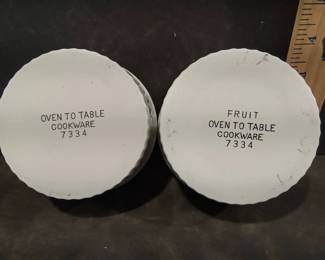 OVEN TO TABLE
COOKWARE
7334
FRUIT
OVEN TO TABLE
COOKWARE
7334